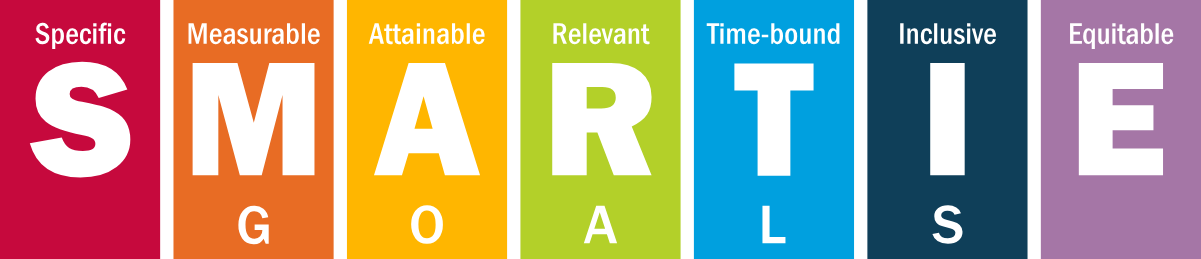 Specific Measurable Attainable Relevant Time-bound Inclusive Equitable
S M A R T I E
G O A L S